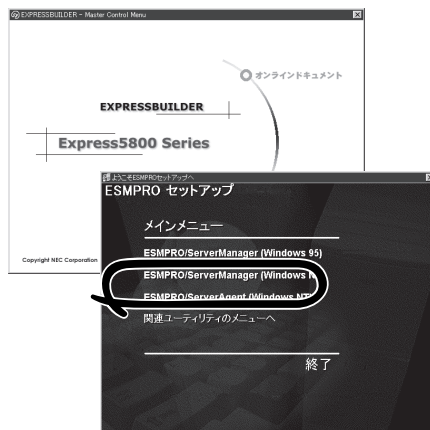 EXPRESSBUILDER - Master Control Menu
オンラインドキュメント
EXPRESSBUILDER
Express5800 Series
Copyright NEC Corporation
ようこそESMPROセットアップへ
ESMPRO セットアップ
メインメニュー
ESMPRO/ServerManager (Windows 95)
ESMPRO/ServerManager (Windows N
ESMPRO/ServerAgent (Windows NT
関連ユーティリティのメニューへ
終了